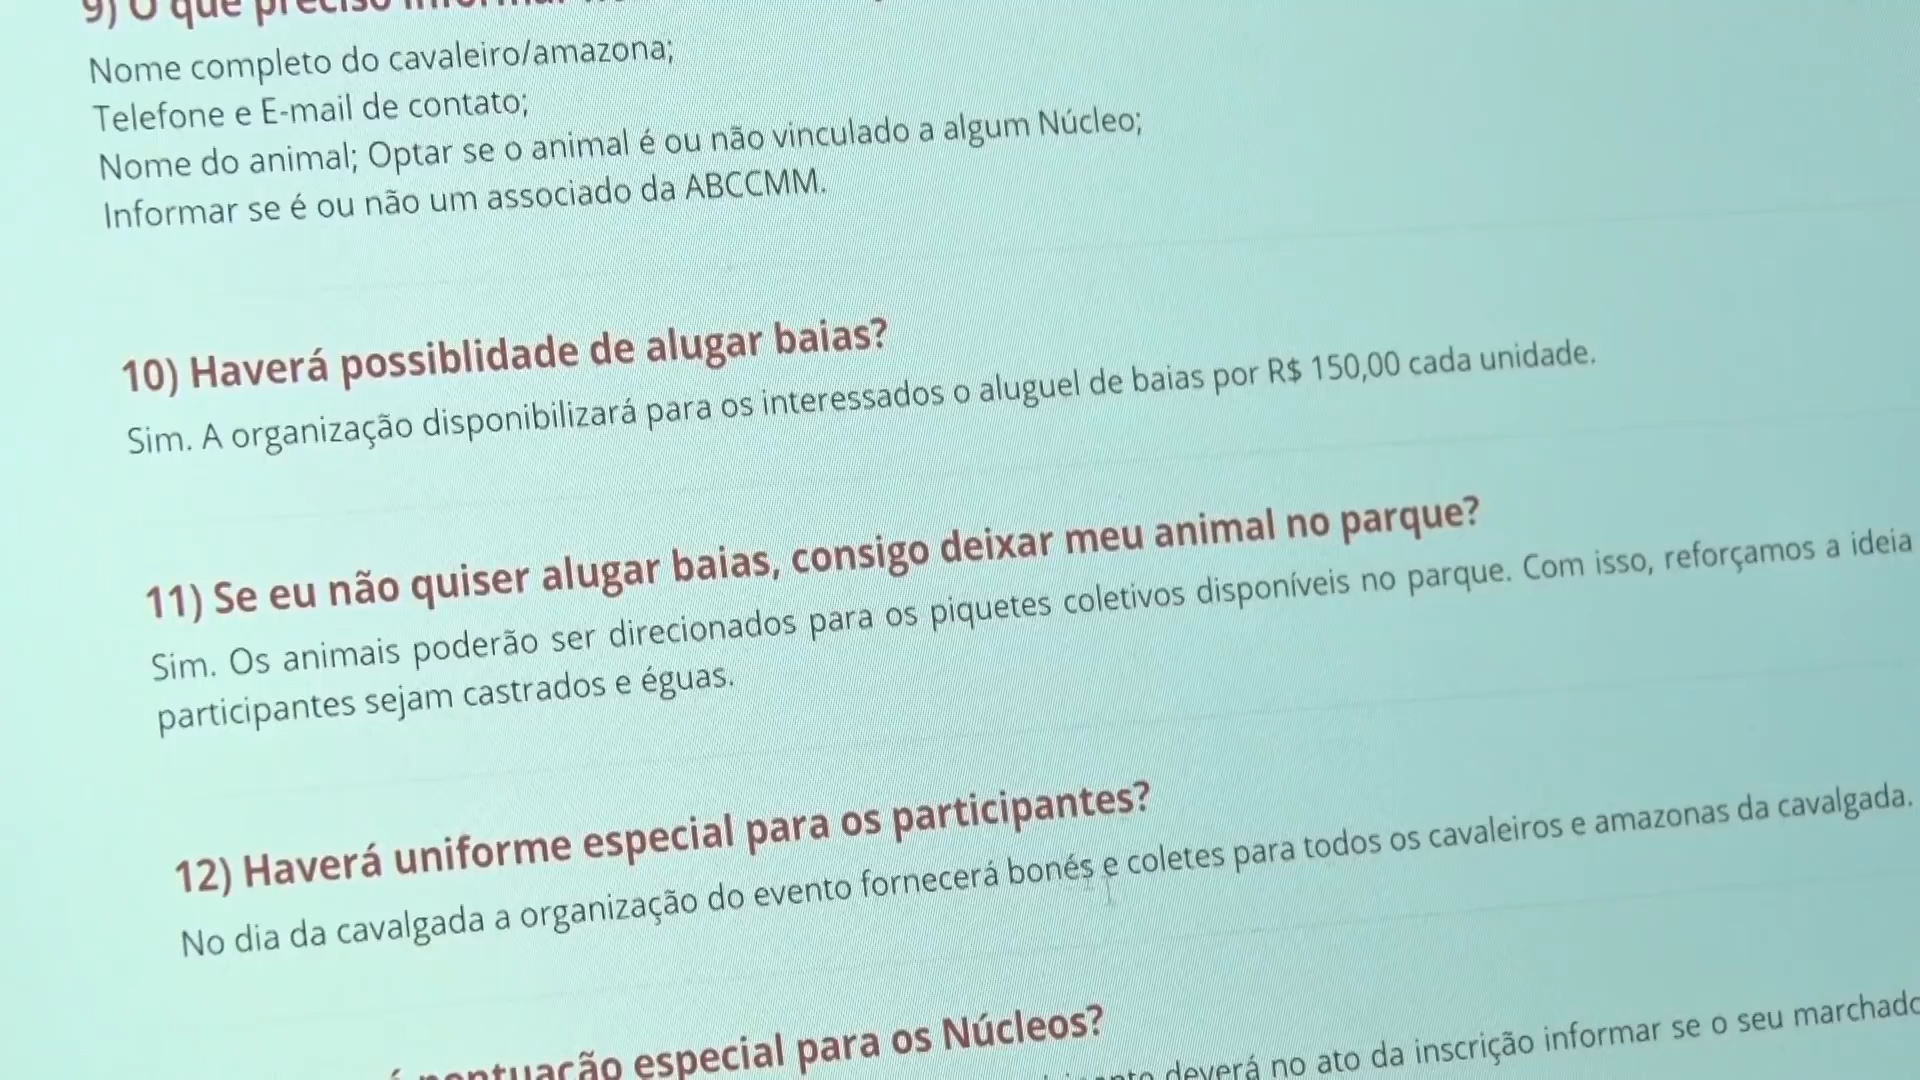 9) O que preciso
Nome completo do cavaleiro/amazona;
Telefone e E-mail de contato;
Nome do animal; Optar se o animal é ou não vinculado a algum Núcleo;
Informar se é ou não um associado da ABCCMM.
10) Haverá possiblidade de alugar baias?
Sim. A organização disponibilizará para os interessados o aluguel de baias por R$ 150,00 cada unidade.
11) Se eu não quiser alugar baias, consigo deixar meu animal no parque?
Sim. Os animais poderão ser direcionados para os piquetes coletivos disponíveis no parque. Com isso, reforçamos a ideia
participantes sejam castrados e éguas.
12) Haverá uniforme especial para os participantes?
No dia da cavalgada a organização do evento fornecerá bonés e coletes para todos os cavaleiros e amazonas da cavalgada.
pontuação especial para os Núcleos?
deverá no ato da inscrição informar se o seu